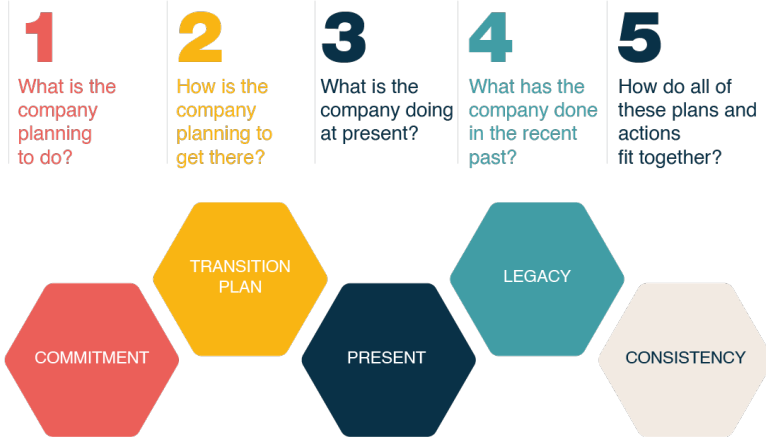 1
What is the
company
planning
to do?
2
How is the
company
planning to
get there?
3
What is the
company doing
at present?
4
What has the
company done
in the recent
past?
5
How do all of
these plans and
actions
fit together?
COMMITMENT
TRANSITION
PLAN
PRESENT
LEGACY
CONSISTENCY